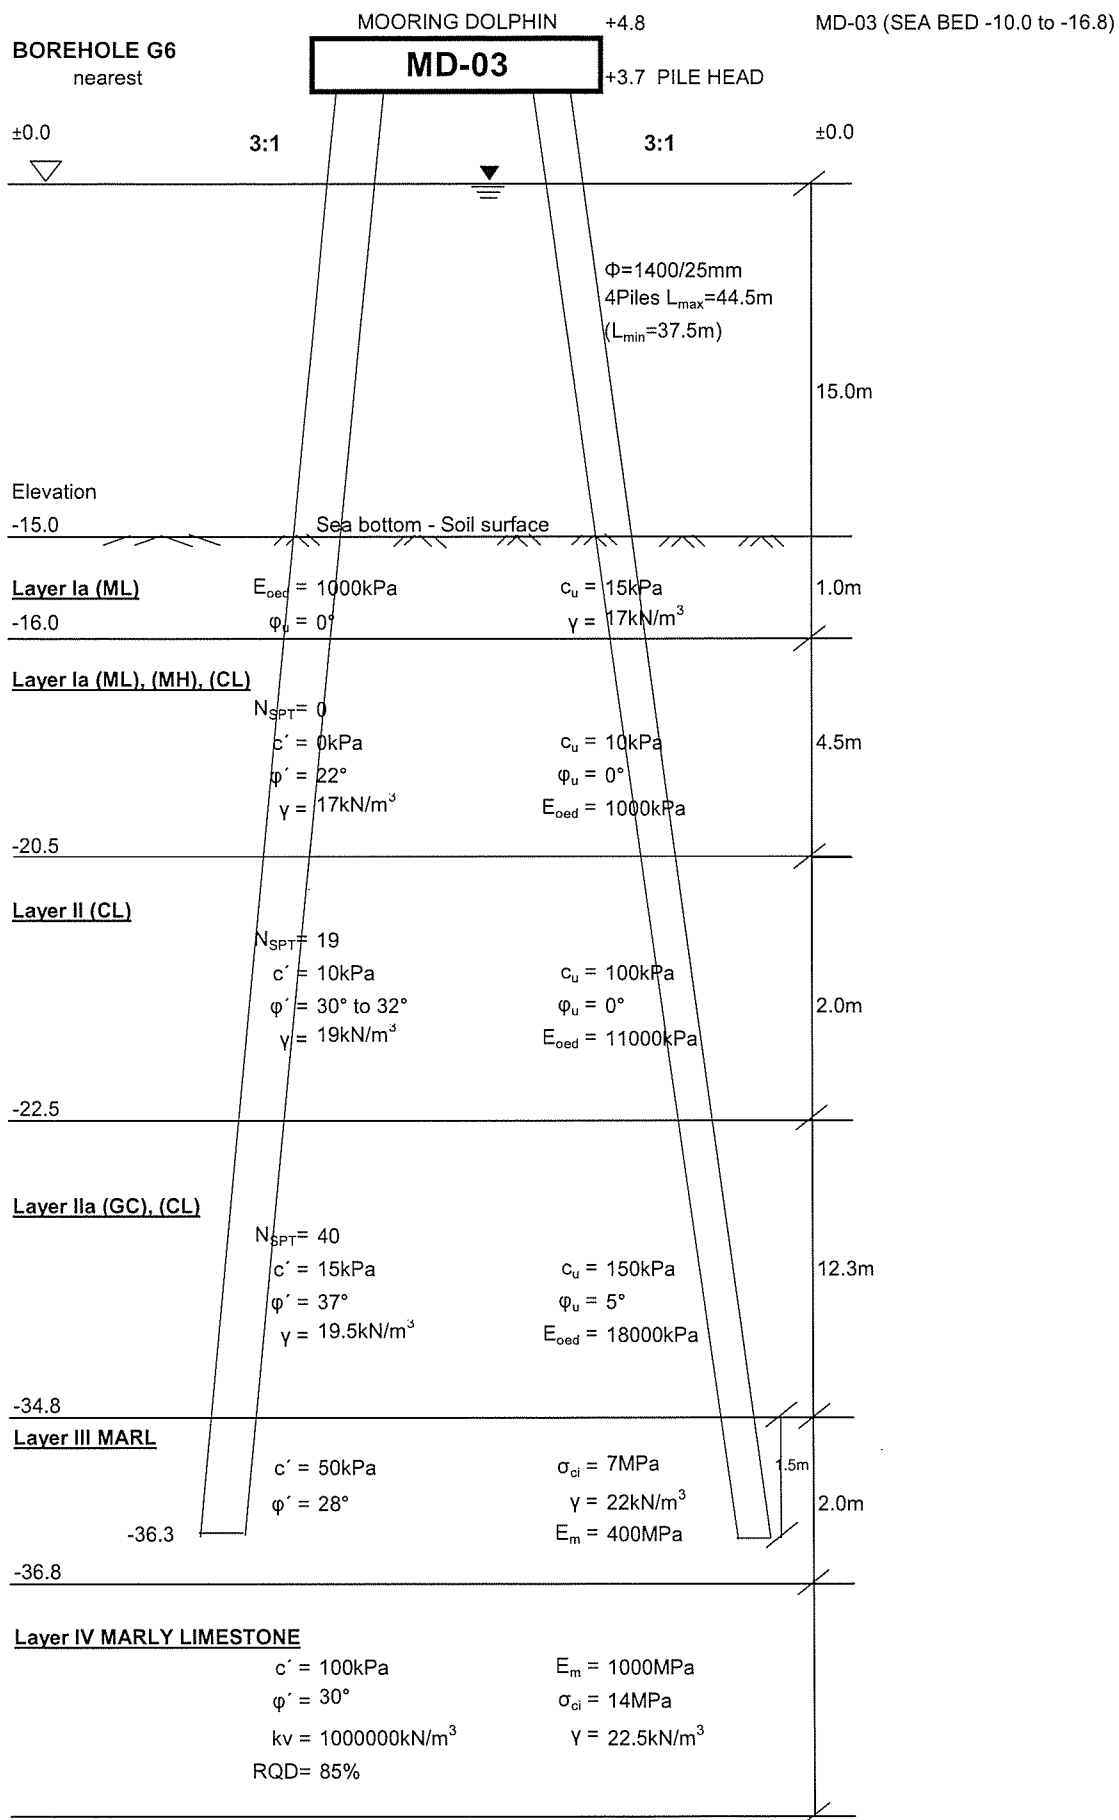 MOORING DOLPHIN +4.8 MD-03 (SEA BED -10.0 to -16.8)
BOREHOLE G6
nearest
MD-03
+3.7 PILE HEAD
±0.0 3:1 3:1 ±0.0
Φ=1400/25mm
4Piles Lmax=44.5m
(Lmin=37.5m)
15.0m
Elevation
-15.0 Sea bottom - Soil surface
Layer Ia (ML) Eoed = 1000kPa cu = 15kPa 1.0m
-16.0 φu = 0° γ = 17kN/m³
Layer Ia (ML), (MH), (CL)
NSPT= 0
c´ = 0kPa cu = 10kPa 4.5m
φ´ = 22° φu = 0°
γ = 17kN/m³ Eoed = 1000kPa
-20.5
Layer II (CL)
NSPT= 19
c´ = 10kPa cu = 100kPa
φ´ = 30° to 32° φu = 0° 2.0m
γ = 19kN/m³ Eoed = 11000kPa
-22.5
Layer IIa (GC), (CL)
NSPT= 40
c´ = 15kPa cu = 150kPa 12.3m
φ´ = 37° φu = 5°
γ = 19.5kN/m³ Eoed = 18000kPa
-34.8
Layer III MARL
c´ = 50kPa σci = 7MPa 1.5m
φ´ = 28° γ = 22kN/m³ 2.0m
-36.3 Em = 400MPa
-36.8
Layer IV MARLY LIMESTONE
c´ = 100kPa Em = 1000MPa
φ´ = 30° σci = 14MPa
kv = 1000000kN/m³ γ = 22.5kN/m³
RQD= 85%